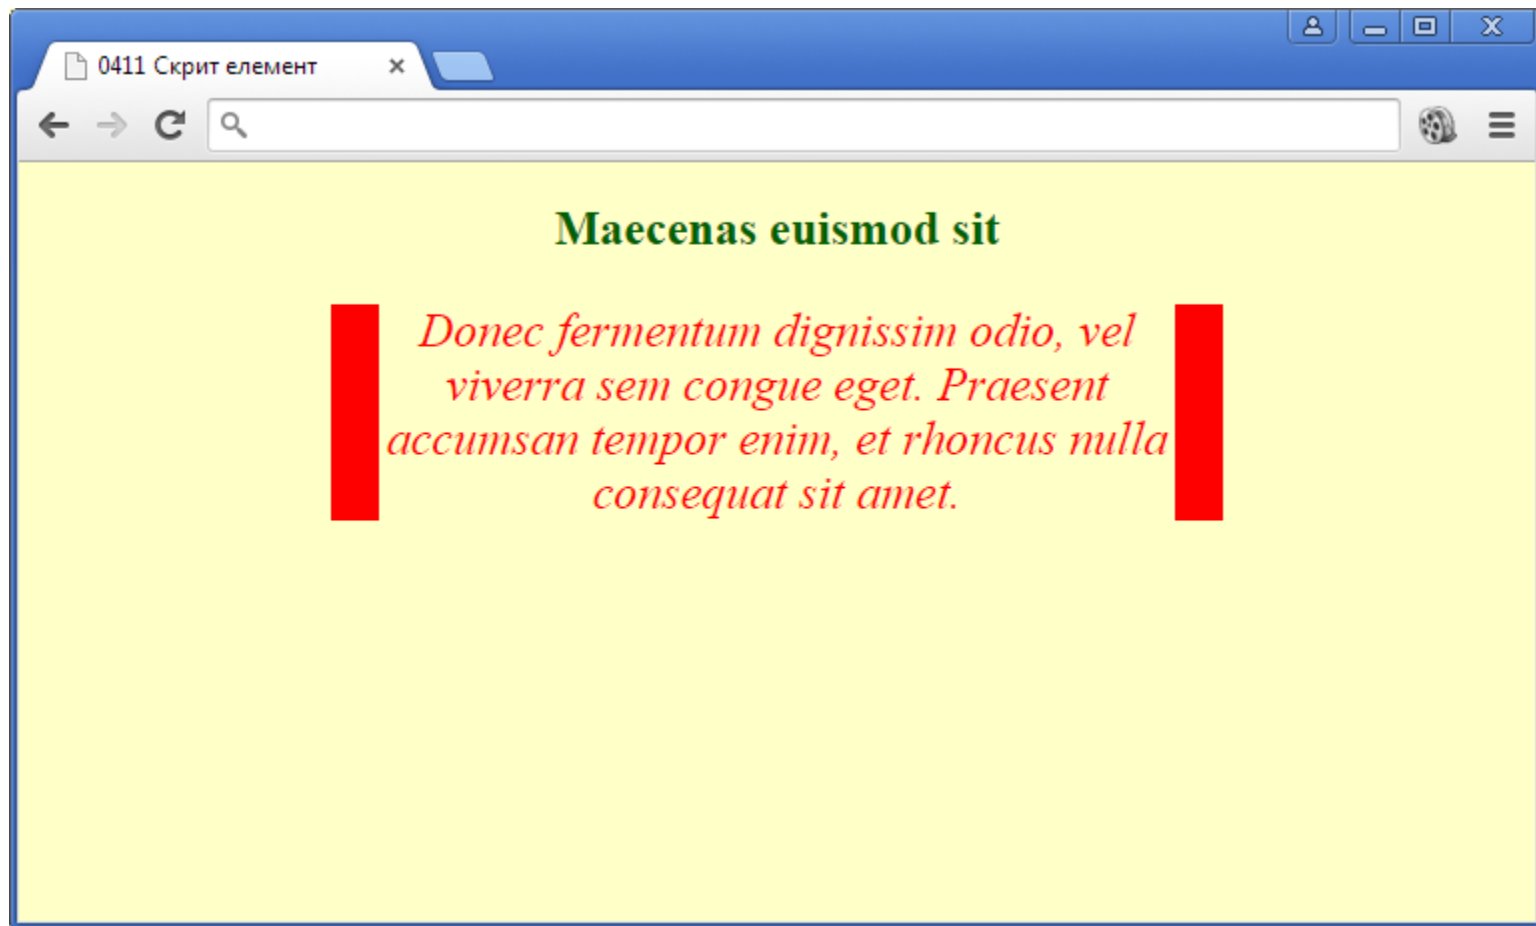 0411 Скрит елемент
Maecenas euismod sit
Donec fermentum dignissim odio, vel
viverra sem congue eget. Praesent
accumsan tempor enim, et rhoncus nulla
consequat sit amet.